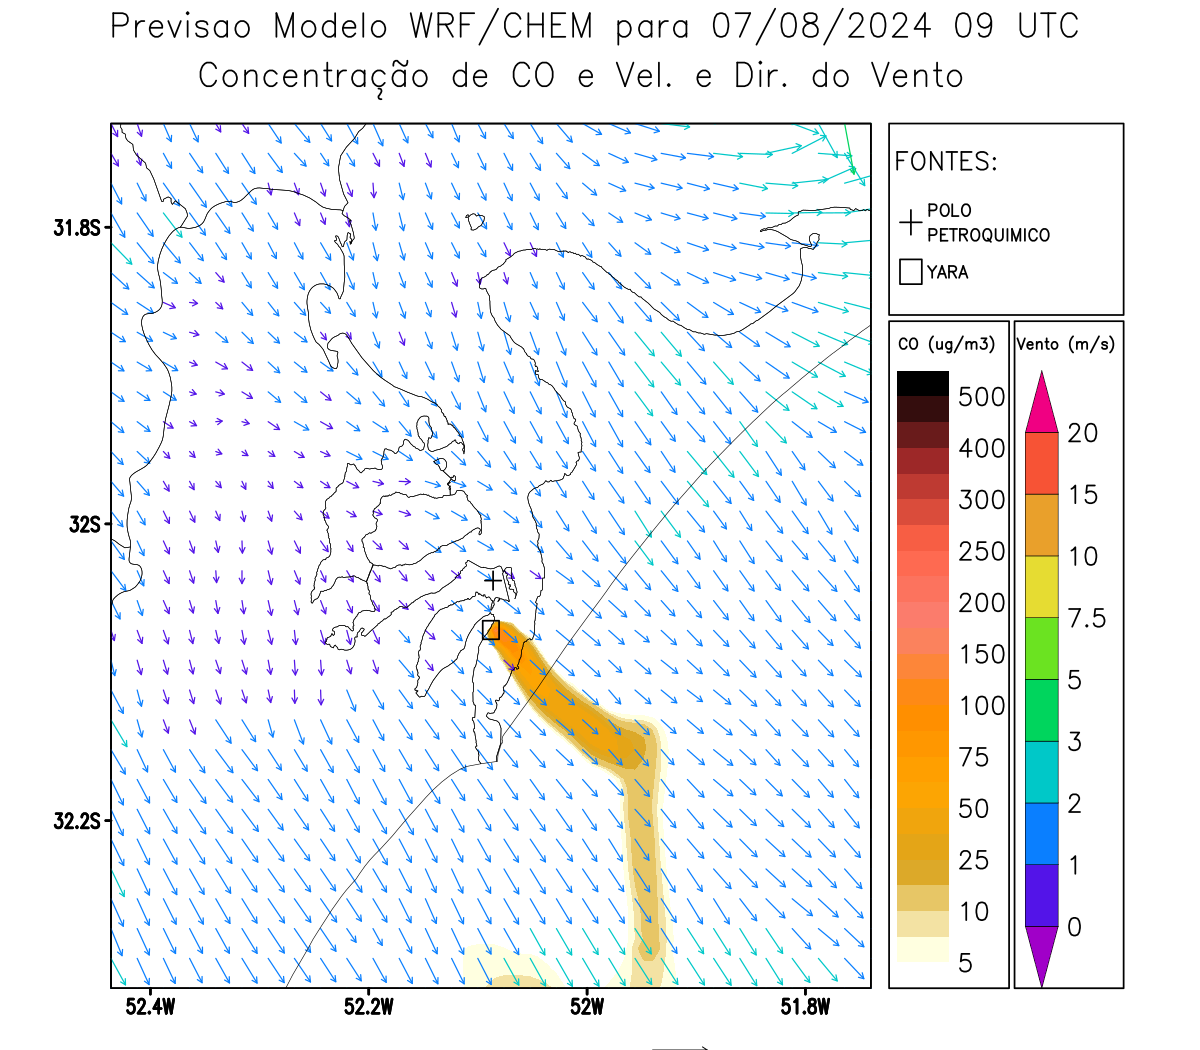 Previsao Modelo WRF/CHEM para 07/08/2024 09 UTC
Concentração de CO e Vel. e Dir. do Vento
FONTES:
POLO
PETROQUIMICO
YARA
CO (ug/m3)
500
400
300
250
200
150
100
75
50
25
10
5
Vento (m/s)
20
15
10
7.5
5
3
2
1
0
31.8S
32S
32.2S
52.4W
52.2W
52W
51.8W